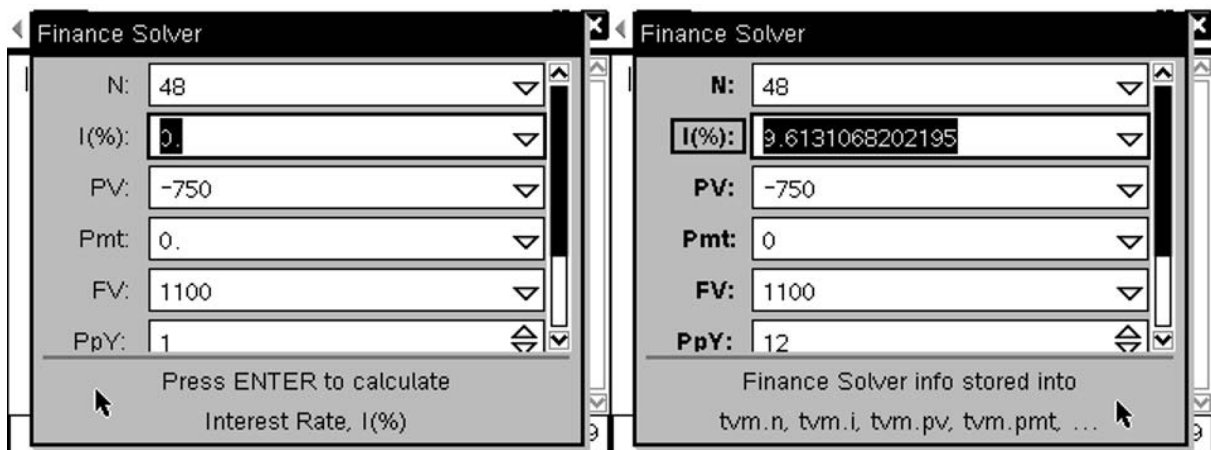 Finance Solver
N: 48
I(%): 0.
PV: -750
Pmt: 0.
FV: 1100
PpY: 1
Press ENTER to calculate
Interest Rate, I(%)
9
Finance Solver
N: 48
I(%): 9.6131068202195
PV: -750
Pmt: 0
FV: 1100
PpY: 12
Finance Solver info stored into
tvm.n, tvm.i, tvm.pv, tvm.pmt, ...
9